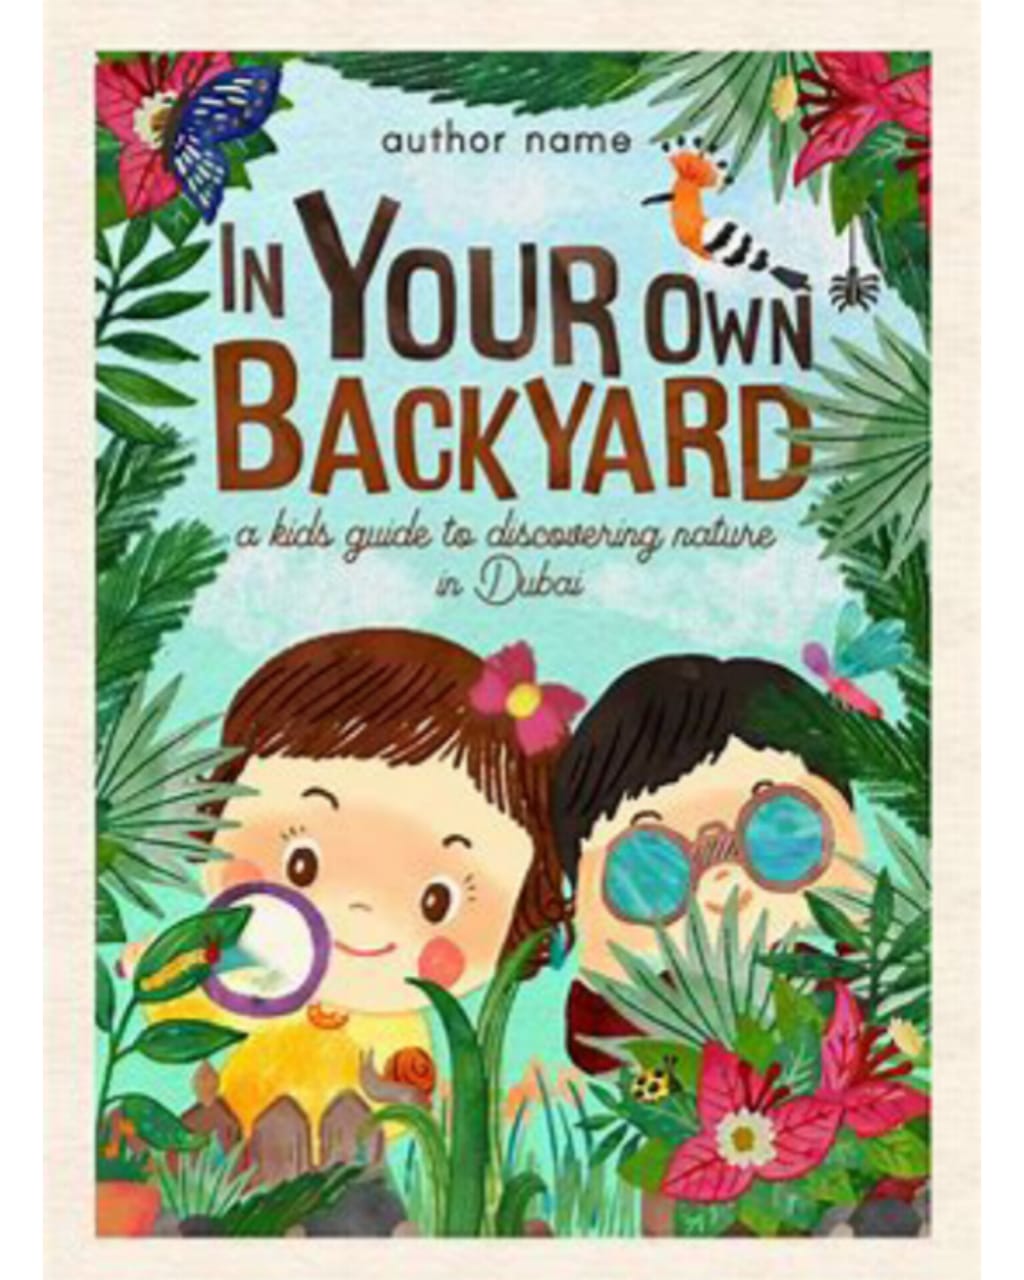 author name
IN YOUR OWN
BACKYARD
a kids guide to discovering nature
in Dubai